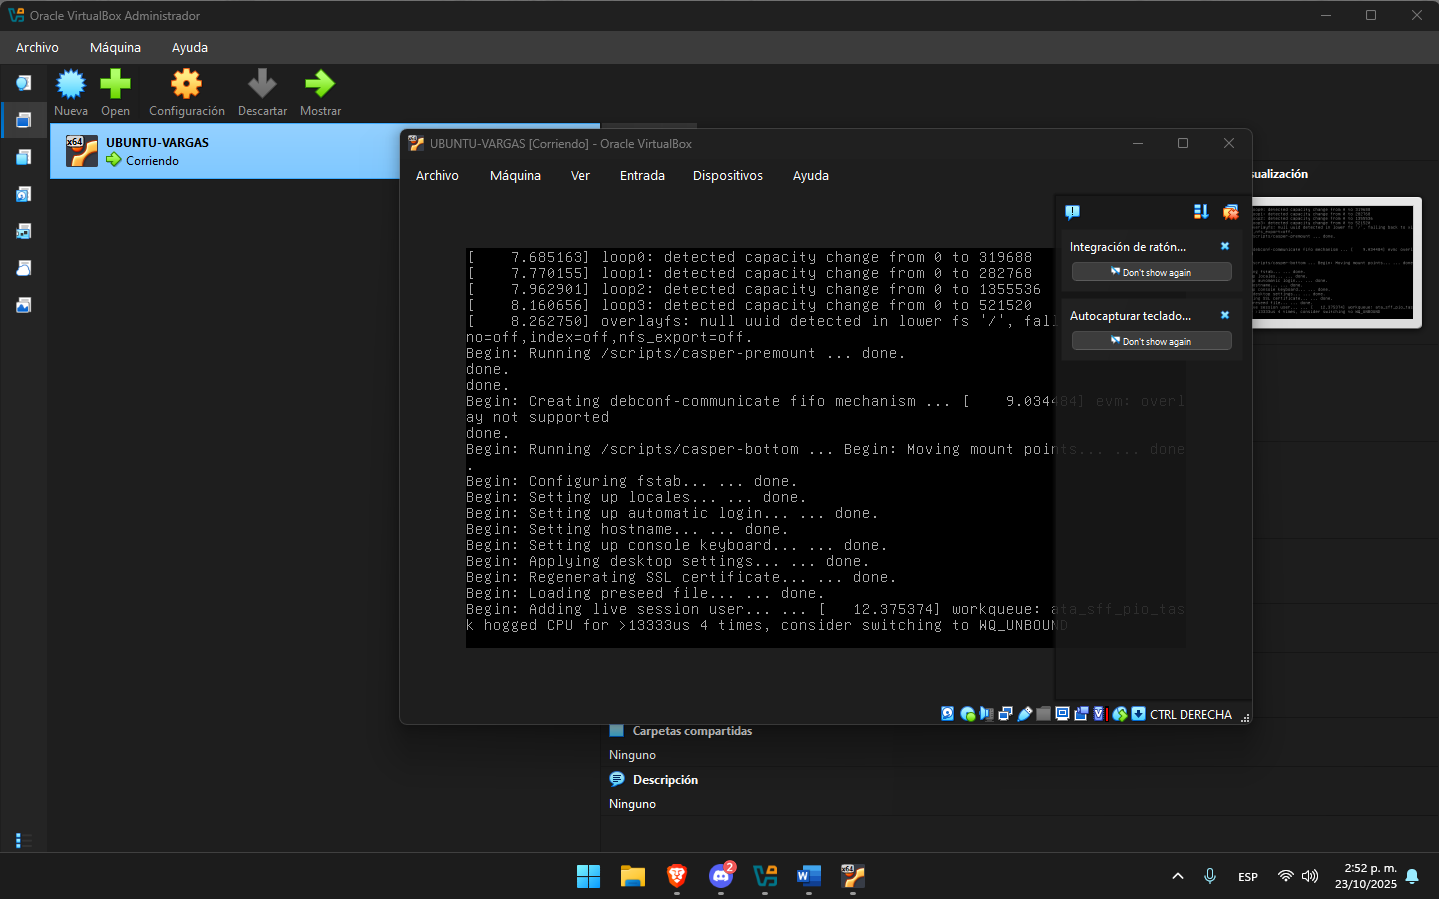 Oracle VirtualBox Administrador
Archivo Máquina Ayuda
Nueva Open Configuración Descartar Mostrar
x64
UBUNTU-VARGAS
Corriendo
UBUNTU-VARGAS [Corriendo] - Oracle VirtualBox
Archivo Máquina Ver Entrada Dispositivos Ayuda
sualización
Integración de ratón...
Don't show again
Autocapturar teclado...
Don't show again
[    7.685163] loop0: detected capacity change from 0 to 319688
[    7.770155] loop1: detected capacity change from 0 to 282768
[    7.962901] loop2: detected capacity change from 0 to 1355536
[    8.160656] loop3: detected capacity change from 0 to 521520
[    8.262750] overlayfs: null uuid detected in lower fs '/', fal
no=off,index=off,nfs_export=off.
Begin: Running /scripts/casper-premount ... done.
done.
done.
Begin: Creating debconf-communicate fifo mechanism ... [    9.034484] evm: overl
ay not supported
done.
Begin: Running /scripts/casper-bottom ... Begin: Moving mount points... ... done
.
Begin: Configuring fstab... ... done.
Begin: Setting up locales... ... done.
Begin: Setting up automatic login... ... done.
Begin: Setting hostname... ... done.
Begin: Setting up console keyboard... ... done.
Begin: Applying desktop settings... ... done.
Begin: Regenerating SSL certificate... ... done.
Begin: Loading preseed file... ... done.
Begin: Adding live session user... ... [   12.375374] workqueue: ata_sff_pio_tas
k hogged CPU for >13333us 4 times, consider switching to WQ_UNBOUND
CTRL DERECHA
Carpetas compartidas
Ninguno
Descripción
Ninguno
2
ESP
2:52 p. m.
23/10/2025